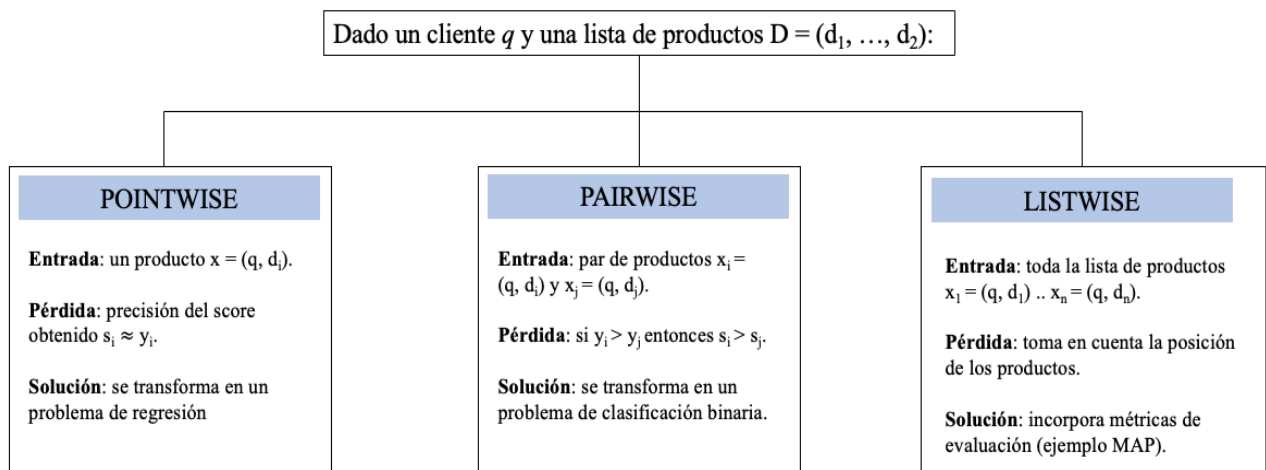 Dado un cliente q y una lista de productos D = (d₁, …, d₂):
POINTWISE
Entrada: un producto x = (q, dᵢ).
Pérdida: precisión del score
obtenido sᵢ ≈ yᵢ.
Solución: se transforma en un
problema de regresión
PAIRWISE
Entrada: par de productos xᵢ =
(q, dᵢ) y xⱼ = (q, dⱼ).
Pérdida: si yᵢ > yⱼ entonces sᵢ > sⱼ.
Solución: se transforma en un
problema de clasificación binaria.
LISTWISE
Entrada: toda la lista de productos
x₁ = (q, d₁) .. xₙ = (q, dₙ).
Pérdida: toma en cuenta la posición
de los productos.
Solución: incorpora métricas de
evaluación (ejemplo MAP).